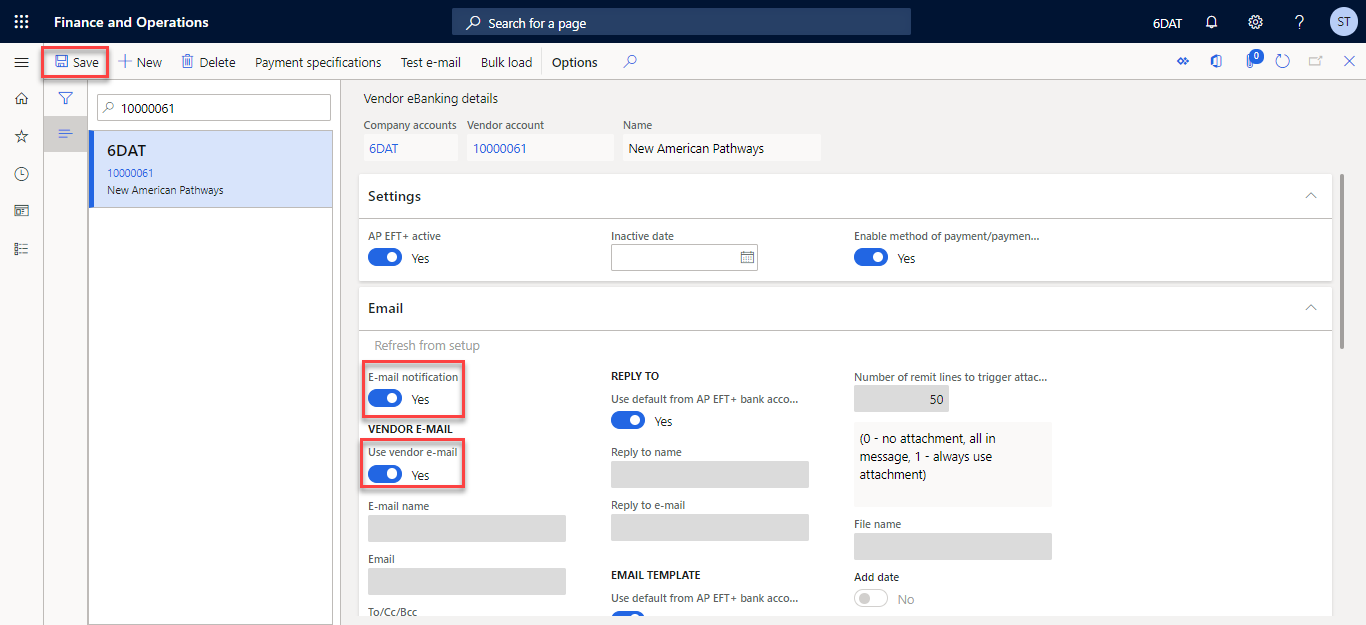 Finance and Operations
Search for a page
6DAT
?
ST
Save
New
Delete
Payment specifications
Test e-mail
Bulk load
Options
0
10000061
6DAT
10000061
New American Pathways
Vendor eBanking details
Company accounts
Vendor account
Name
6DAT
10000061
New American Pathways
Settings
AP EFT+ active
Yes
Inactive date
Enable method of payment/paymen...
Yes
Email
Refresh from setup
E-mail notification
Yes
VENDOR E-MAIL
Use vendor e-mail
Yes
E-mail name
Email
To/Cc/Bcc
REPLY TO
Use default from AP EFT+ bank acco...
Yes
Reply to name
Reply to e-mail
EMAIL TEMPLATE
Use default from AP EFT+ bank acco...
Number of remit lines to trigger attac...
50
(0 - no attachment, all in
message, 1 - always use
attachment)
File name
Add date
No